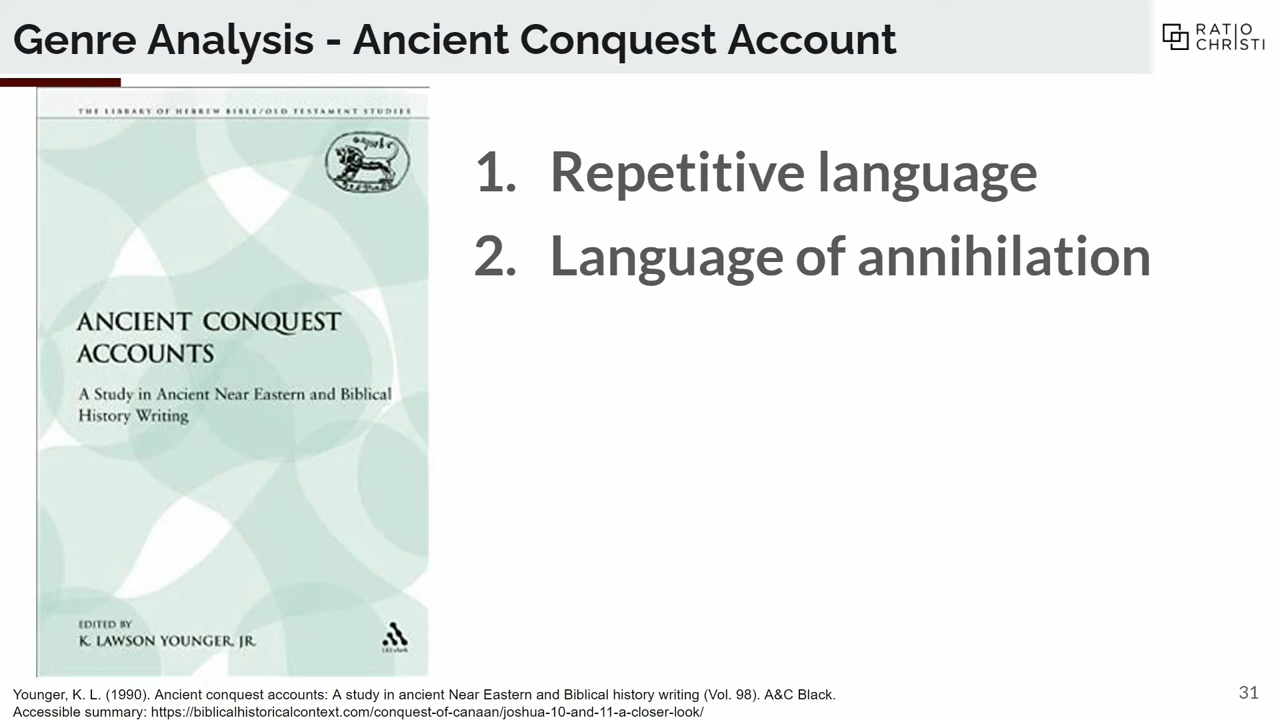 Genre Analysis - Ancient Conquest Account
RATIO
CHRISTI
THE LIBRARY OF HEBREW BIBLE/OLD TESTAMENT STUDIES
ANCIENT CONQUEST
ACCOUNTS
A Study in Ancient Near Eastern and Biblical
History Writing
EDITED BY
K. LAWSON YOUNGER, JR.
1. Repetitive language
2. Language of annihilation
Younger, K. L. (1990). Ancient conquest accounts: A study in ancient Near Eastern and Biblical history writing (Vol. 98). A&C Black.
Accessible summary: https://biblicalhistoricalcontext.com/conquest-of-canaan/joshua-10-and-11-a-closer-look/
31